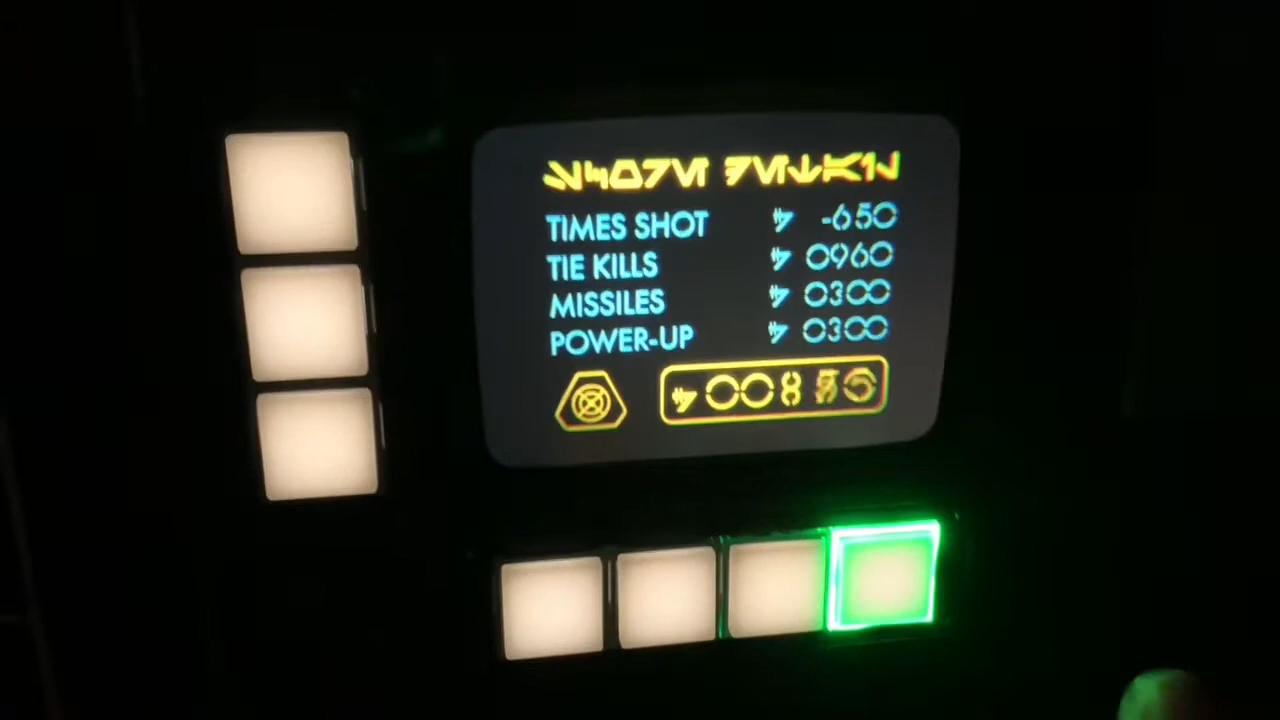 TIMES SHOT -650
TIE KILLS 0960
MISSILES 0300
POWER-UP 0300